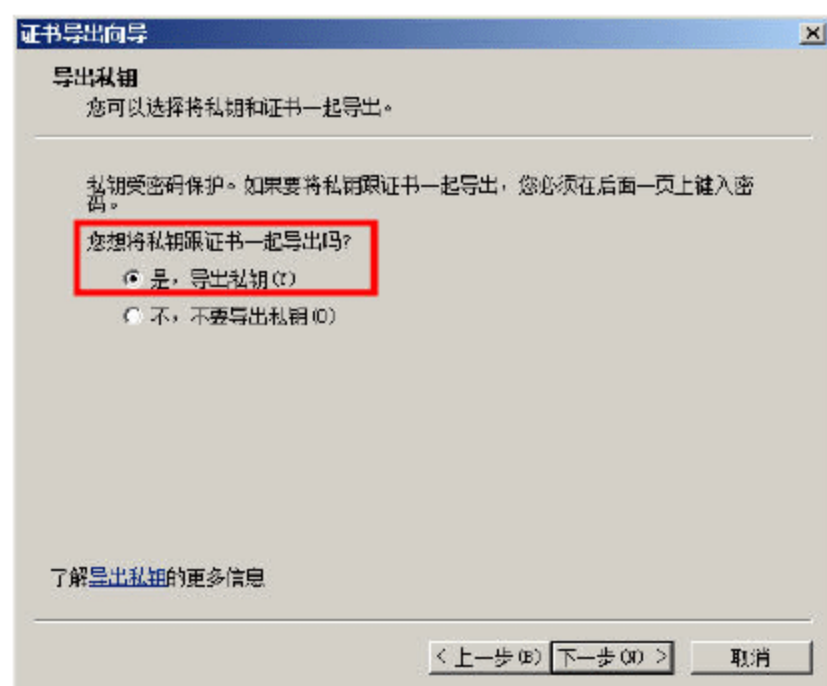 证书导出向导
导出私钥
您可以选择将私钥和证书一起导出。
私钥受密码保护。如果要将私钥跟证书一起导出，您必须在后面一页上键入密
码。
您想将私钥跟证书一起导出吗?
是，导出私钥(Y)
不，不要导出私钥(O)
了解导出私钥的更多信息
< 上一步(B) 下一步(N) > 取消